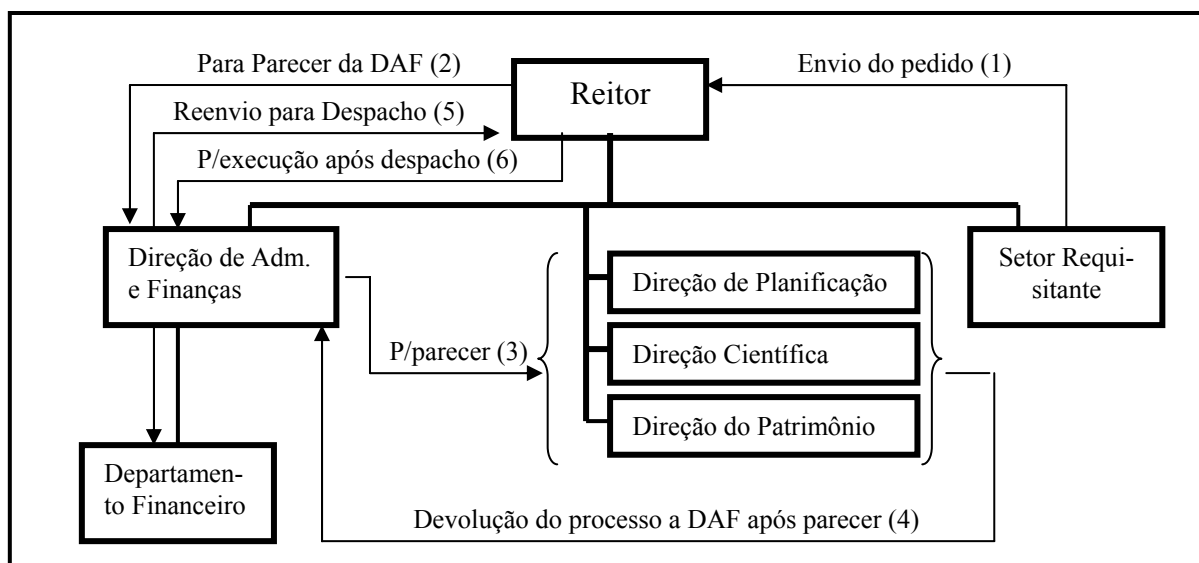 Para Parecer da DAF (2)
Envio do pedido (1)
Reitor
Reenvio para Despacho (5)
P/execução após despacho (6)
Direção de Adm.
e Finanças
Direção de Planificação
Setor Requi-
sitante
P/parecer (3)
Direção Científica
Direção do Patrimônio
Departamen-
to Financeiro
Devolução do processo a DAF após parecer (4)